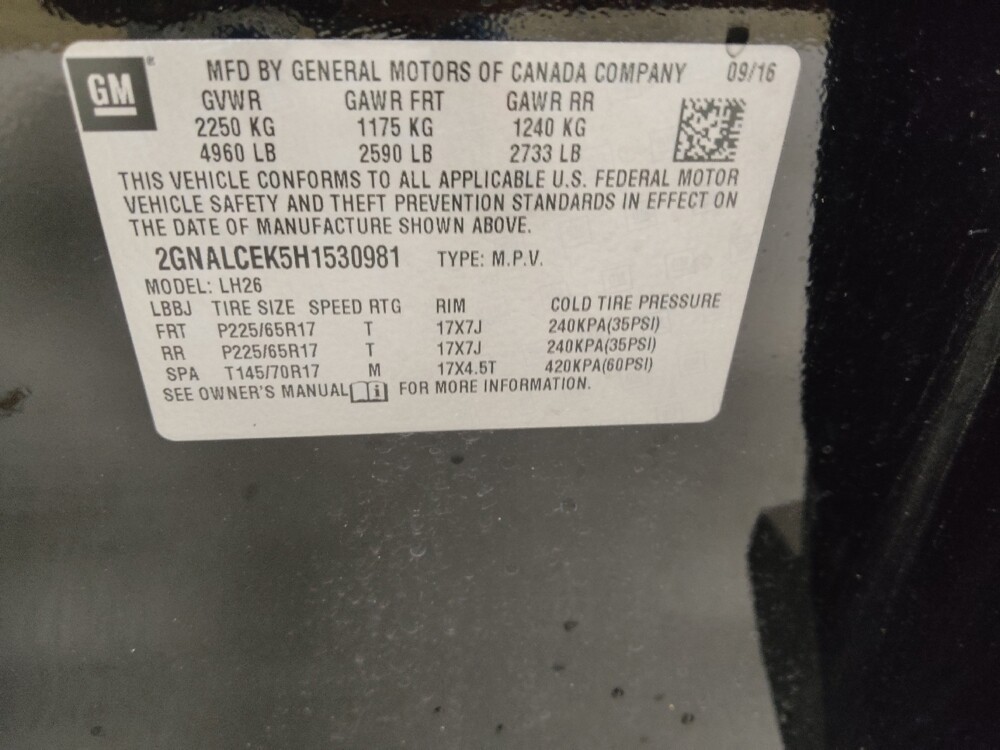 GM
MFD BY GENERAL MOTORS OF CANADA COMPANY 09/16
GVWR GAWR FRT GAWR RR
2250 KG 1175 KG 1240 KG
4960 LB 2590 LB 2733 LB
THIS VEHICLE CONFORMS TO ALL APPLICABLE U.S. FEDERAL MOTOR
VEHICLE SAFETY AND THEFT PREVENTION STANDARDS IN EFFECT ON
THE DATE OF MANUFACTURE SHOWN ABOVE.
2GNALCEK5H1530981 TYPE: M.P.V.
MODEL: LH26
LBBJ TIRE SIZE SPEED RTG RIM COLD TIRE PRESSURE
FRT P225/65R17 T 17X7J 240KPA(35PSI)
RR P225/65R17 T 17X7J 240KPA(35PSI)
SPA T145/70R17 M 17X4.5T 420KPA(60PSI)
SEE OWNER'S MANUAL FOR MORE INFORMATION.